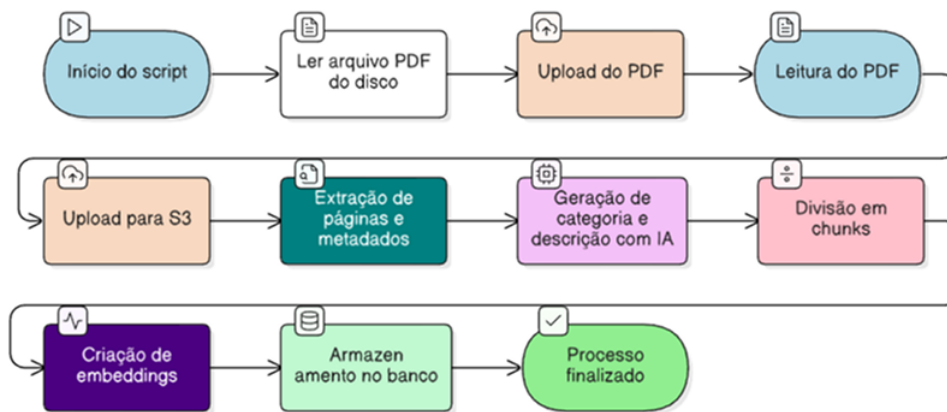 Início do script
Ler arquivo PDF
do disco
Upload do PDF
Leitura do PDF
Upload para S3
Extração de
páginas e
metadados
Geração de
categoria e
descrição com IA
Divisão em
chunks
Criação de
embeddings
Armazen
amento no banco
Processo
finalizado